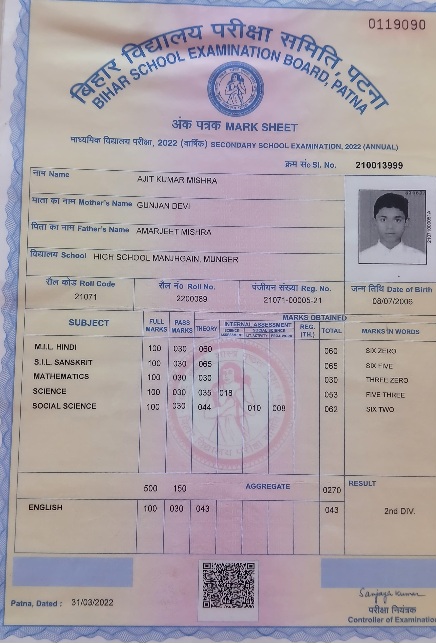 0119090
बिहार विद्यालय परीक्षा समिति, पटना
BIHAR SCHOOL EXAMINATION BOARD, PATNA
अंक पत्रक MARK SHEET
माध्यमिक विद्यालय परीक्षा, 2022 (वार्षिक) SECONDARY SCHOOL EXAMINATION, 2022 (ANNUAL)
क्रम सं० Sl. No. 210013999
नाम Name AJIT KUMAR MISHRA
माता का नाम Mother's Name GUNJAN DEVI
पिता का नाम Father's Name AMARJEET MISHRA
विद्यालय School HIGH SCHOOL MANJHGAIN, MUNGER
रौल कोड Roll Code रौल नं० Roll No. पंजीयन संख्या Reg. No. जन्म तिथि Date of Birth
21071 2200089 21071-00005-21 08/07/2006
SUBJECT FULL MARKS PASS MARKS MARKS OBTAINED MARKS IN WORDS
THEORY INTERNAL ASSESSMENT REG. (TH.) TOTAL
M.I.L. HINDI 100 030 060 060 SIX ZERO
S.I.L. SANSKRIT 100 030 065 065 SIX FIVE
MATHEMATICS 100 030 030 030 THREE ZERO
SCIENCE 100 030 035 018 053 FIVE THREE
SOCIAL SCIENCE 100 030 044 010 008 062 SIX TWO
500 150 AGGREGATE 0270 RESULT
ENGLISH 100 030 043 043 2nd DIV.
Patna, Dated : 31/03/2022
Sanjay Kumar
परीक्षा नियंत्रक
Controller of Examination